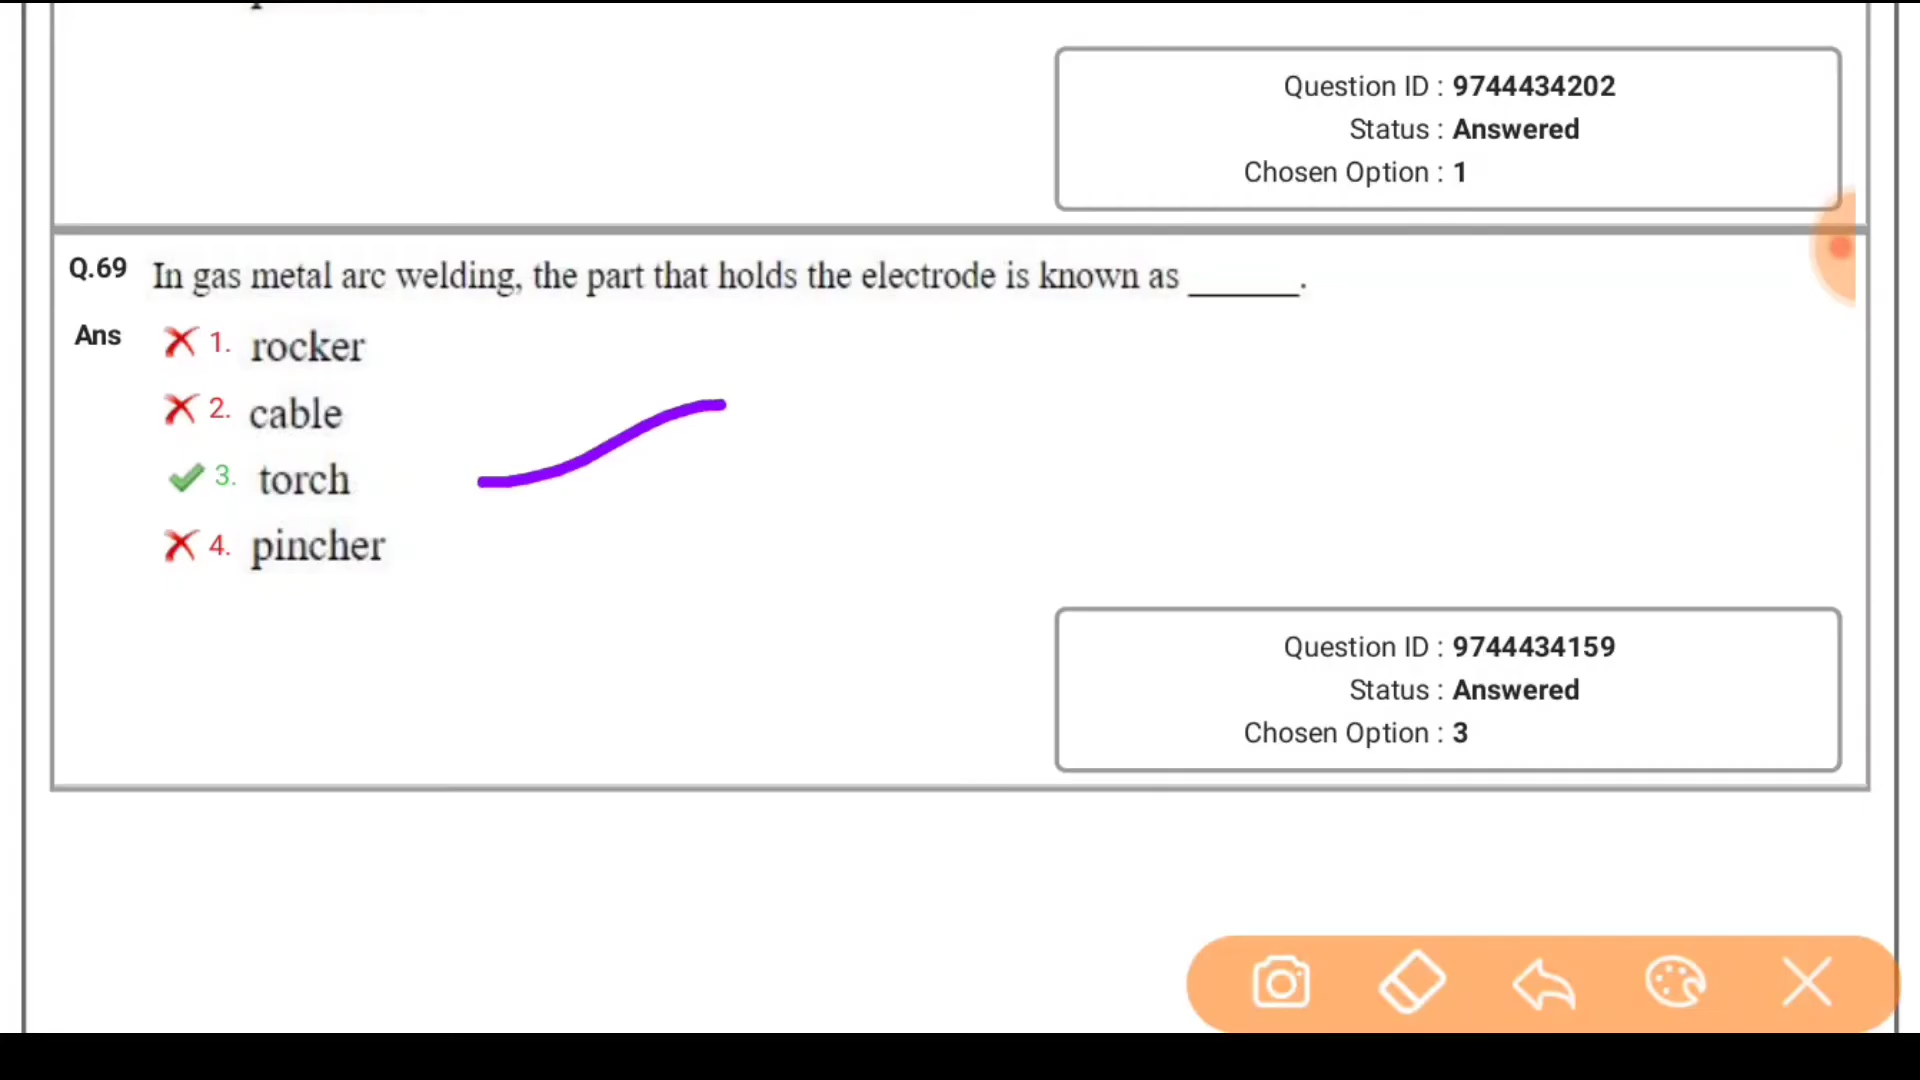 Question ID : 9744434202
Status : Answered
Chosen Option : 1
Q.69 In gas metal arc welding, the part that holds the electrode is known as ______.
Ans 1. rocker
2. cable
3. torch
4. pincher
Question ID : 9744434159
Status : Answered
Chosen Option : 3